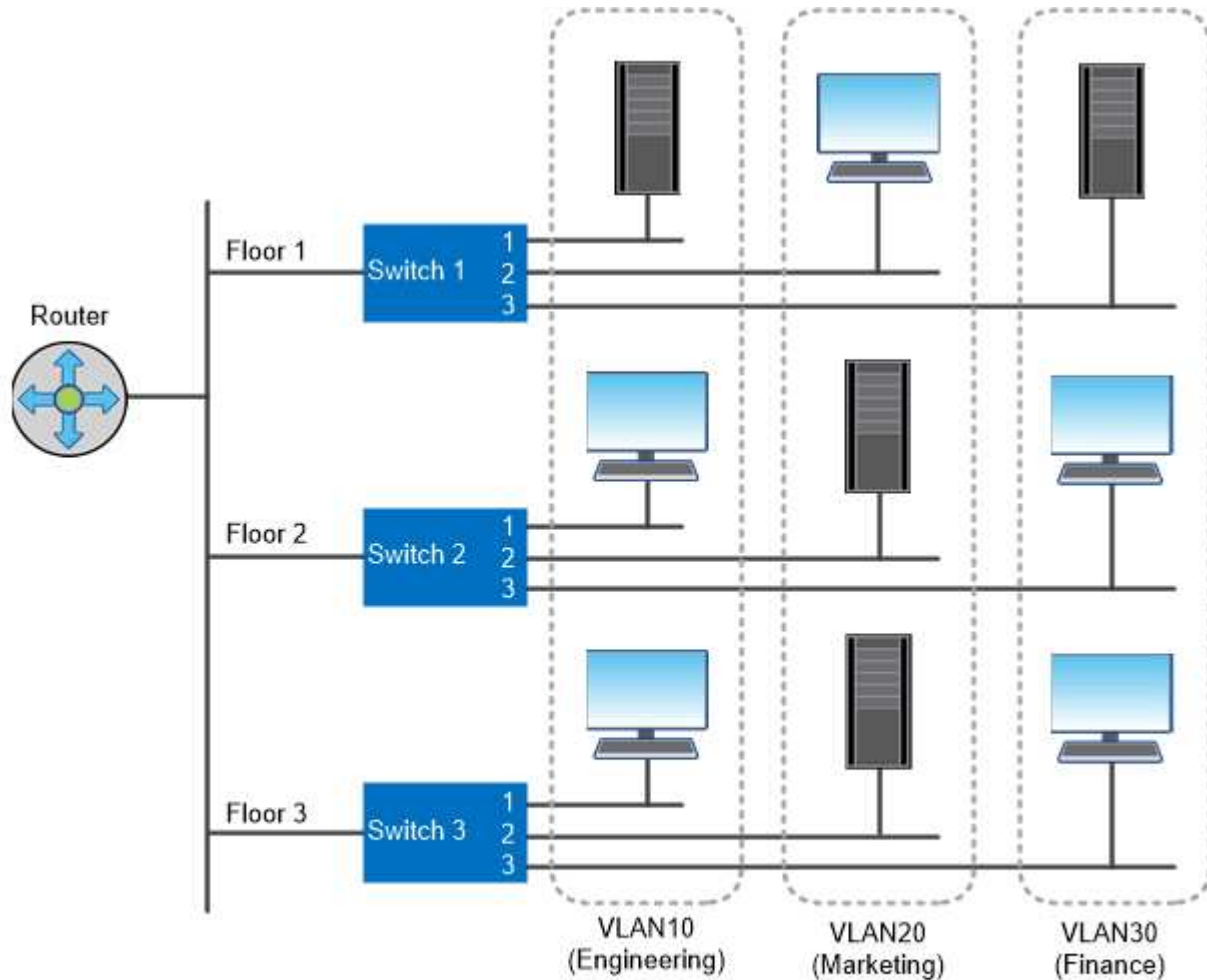 Router
Floor 1
Switch 1
1
2
3
Floor 2
Switch 2
1
2
3
Floor 3
Switch 3
1
2
3
VLAN10
(Engineering)
VLAN20
(Marketing)
VLAN30
(Finance)